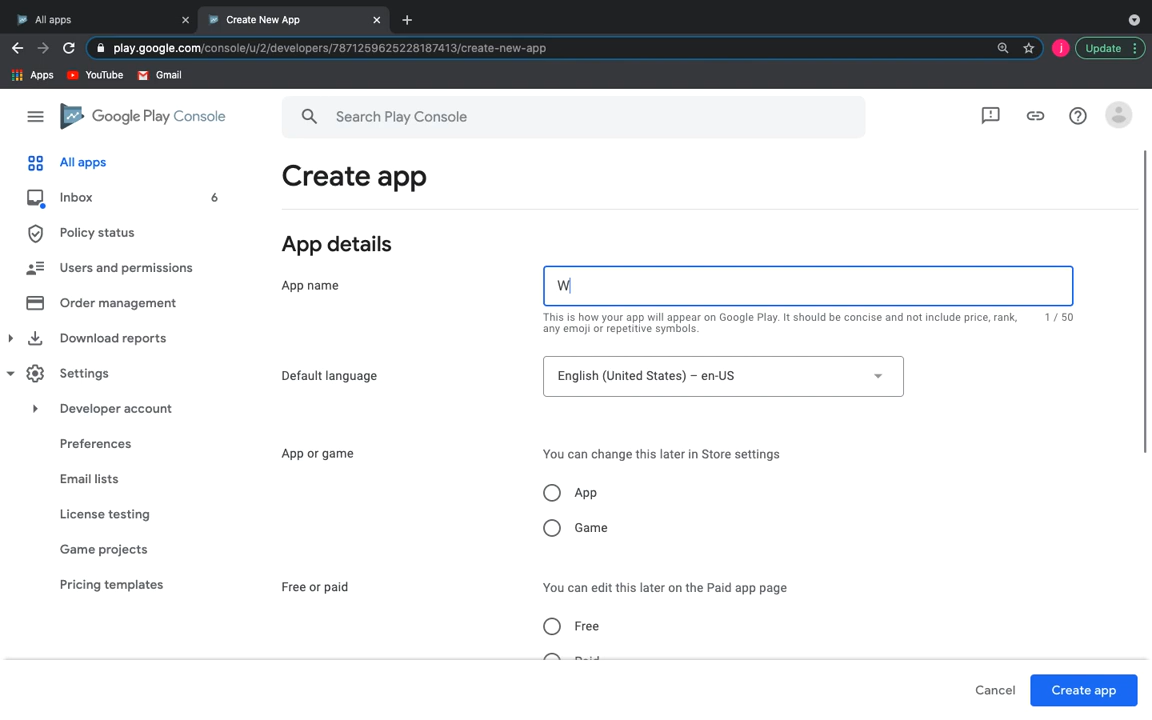 All apps
Create New App
play.google.com/console/u/2/developers/7871259625228187413/create-new-app
j
Update
Apps
YouTube
Gmail
Google Play Console
Search Play Console
All apps
Inbox 6
Policy status
Users and permissions
Order management
Download reports
Settings
Developer account
Preferences
Email lists
License testing
Game projects
Pricing templates
Create app
App details
App name
W
This is how your app will appear on Google Play. It should be concise and not include price, rank, 1 / 50
any emoji or repetitive symbols.
Default language
English (United States) – en-US
App or game
You can change this later in Store settings
App
Game
Free or paid
You can edit this later on the Paid app page
Free
Paid
Cancel
Create app